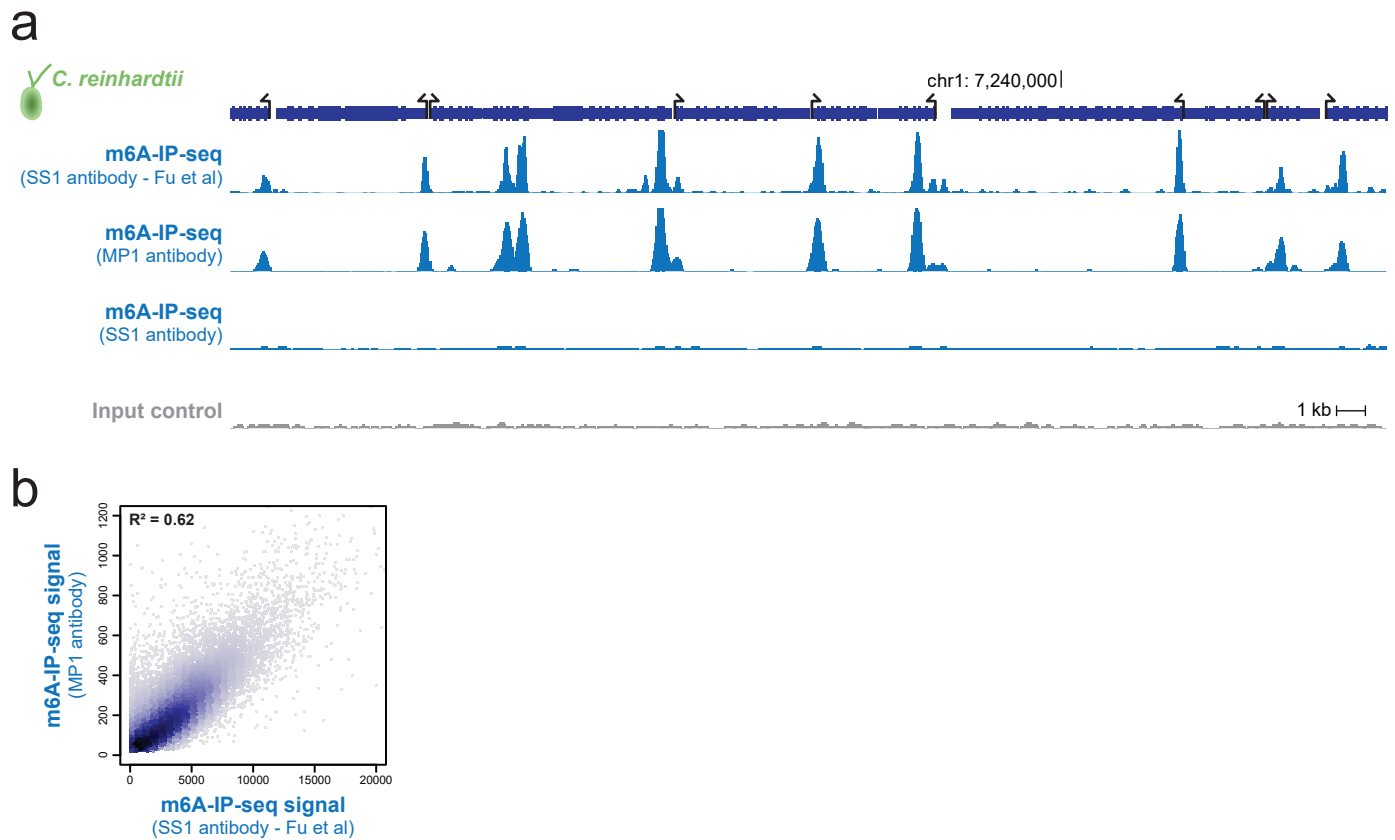 a
C. reinhardtii
chr1: 7,240,000
m6A-IP-seq
(SS1 antibody - Fu et al)
m6A-IP-seq
(MP1 antibody)
m6A-IP-seq
(SS1 antibody)
Input control
1 kb
b
R² = 0.62
m6A-IP-seq signal
(MP1 antibody)
1200
1000
800
600
400
200
0
0 5000 10000 15000 20000
m6A-IP-seq signal
(SS1 antibody - Fu et al)